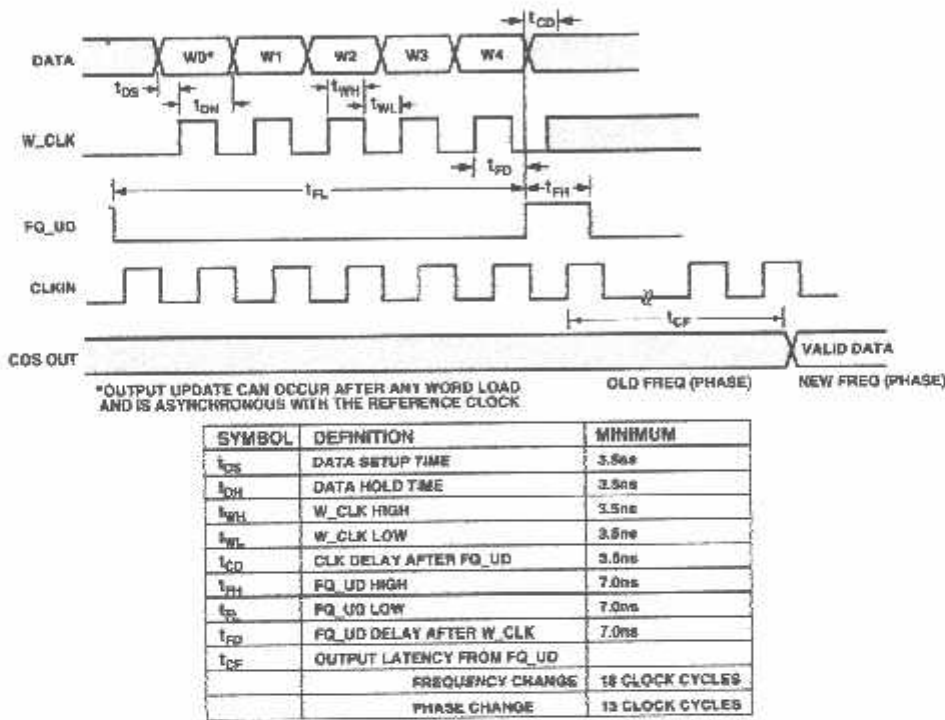 tCD
DATA
W0*
W1
W2
W3
W4
tDS
tDH
tWH
tWL
W_CLK
tFD
tFL
tFH
FQ_UD
CLKIN
tCF
COS OUT
VALID DATA
*OUTPUT UPDATE CAN OCCUR AFTER ANY WORD LOAD
AND IS ASYNCHRONOUS WITH THE REFERENCE CLOCK
OLD FREQ (PHASE)
NEW FREQ (PHASE)
SYMBOL DEFINITION MINIMUM
tDS DATA SETUP TIME 3.5ns
tDH DATA HOLD TIME 3.5ns
tWH W_CLK HIGH 3.5ns
tWL W_CLK LOW 3.5ns
tCD CLK DELAY AFTER FQ_UD 3.5ns
tFH FQ_UD HIGH 7.0ns
tFL FQ_UD LOW 7.0ns
tFD FQ_UD DELAY AFTER W_CLK 7.0ns
tCF OUTPUT LATENCY FROM FQ_UD
FREQUENCY CHANGE 18 CLOCK CYCLES
PHASE CHANGE 13 CLOCK CYCLES